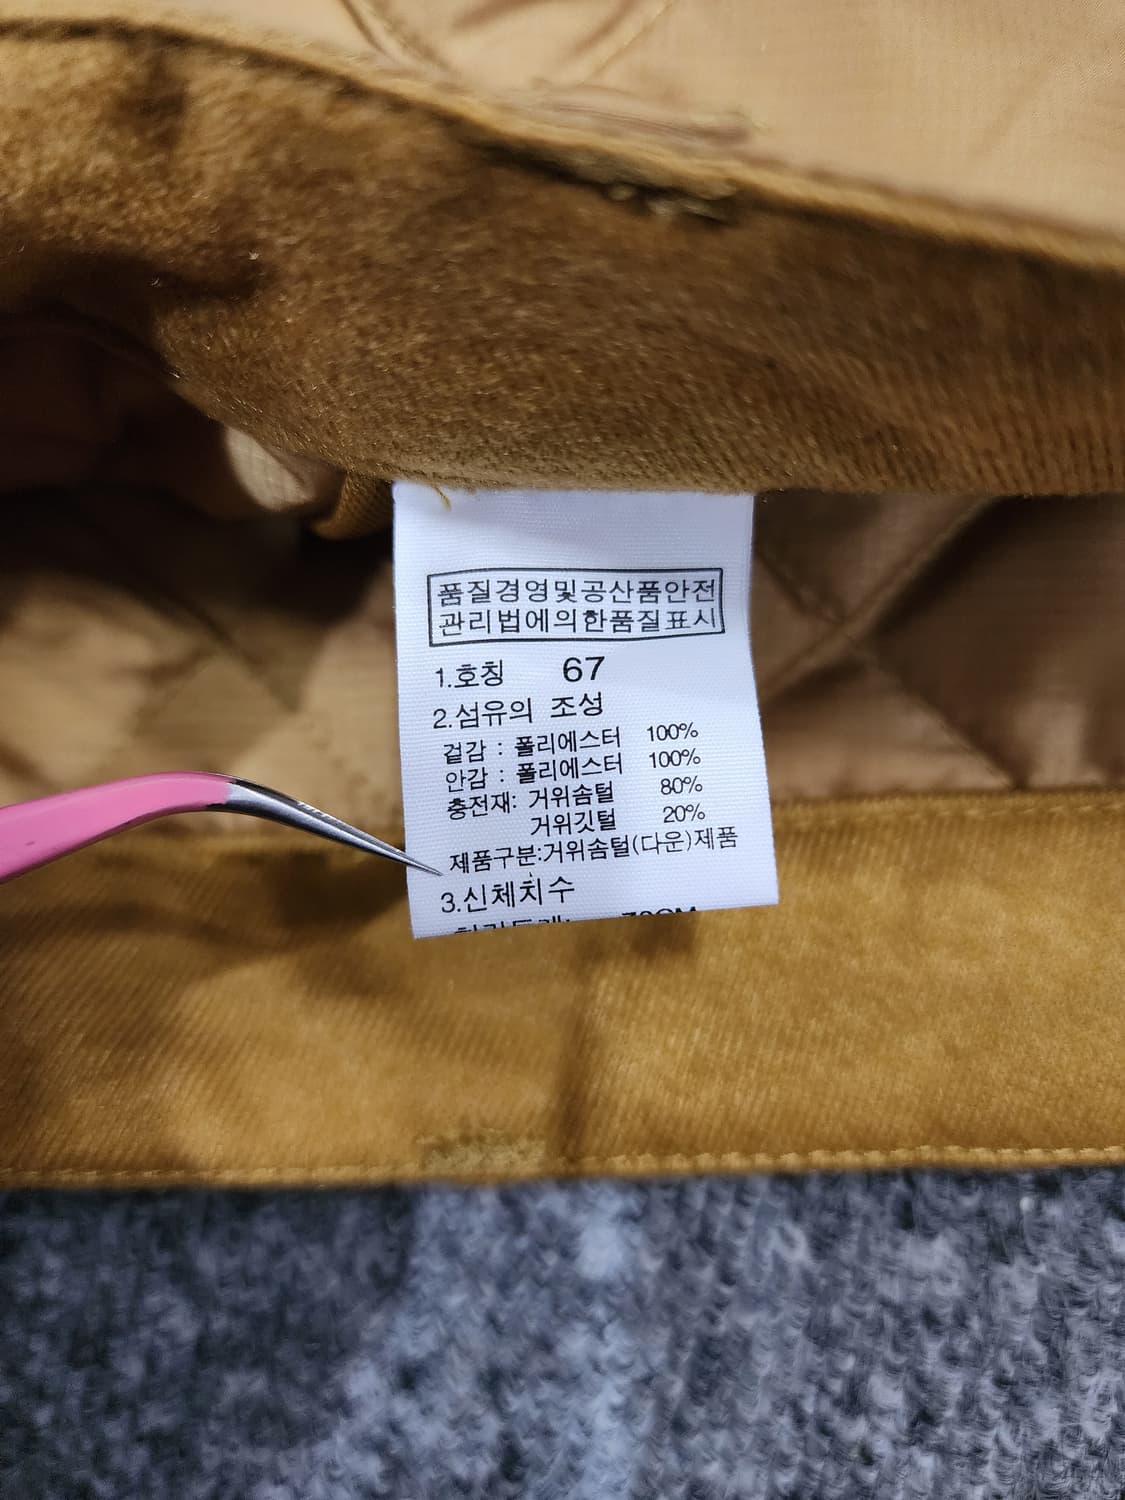 품질경영및공산품안전
관리법에의한품질표시
1.호칭 67
2.섬유의 조성
겉감 : 폴리에스터 100%
안감 : 폴리에스터 100%
충전재: 거위솜털 80%
거위깃털 20%
제품구분:거위솜털(다운)제품
3.신체치수